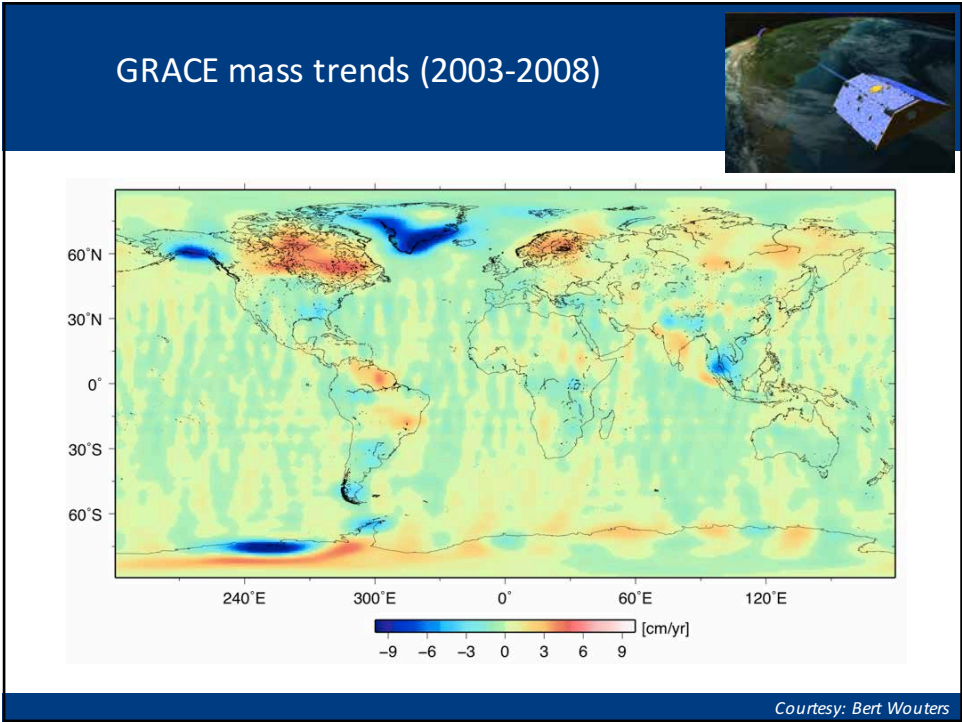 GRACE mass trends (2003-2008)
60˚N
30˚N
0˚
30˚S
60˚S
240˚E 300˚E 0˚ 60˚E 120˚E
[cm/yr]
−9 −6 −3 0 3 6 9
Courtesy: Bert Wouters